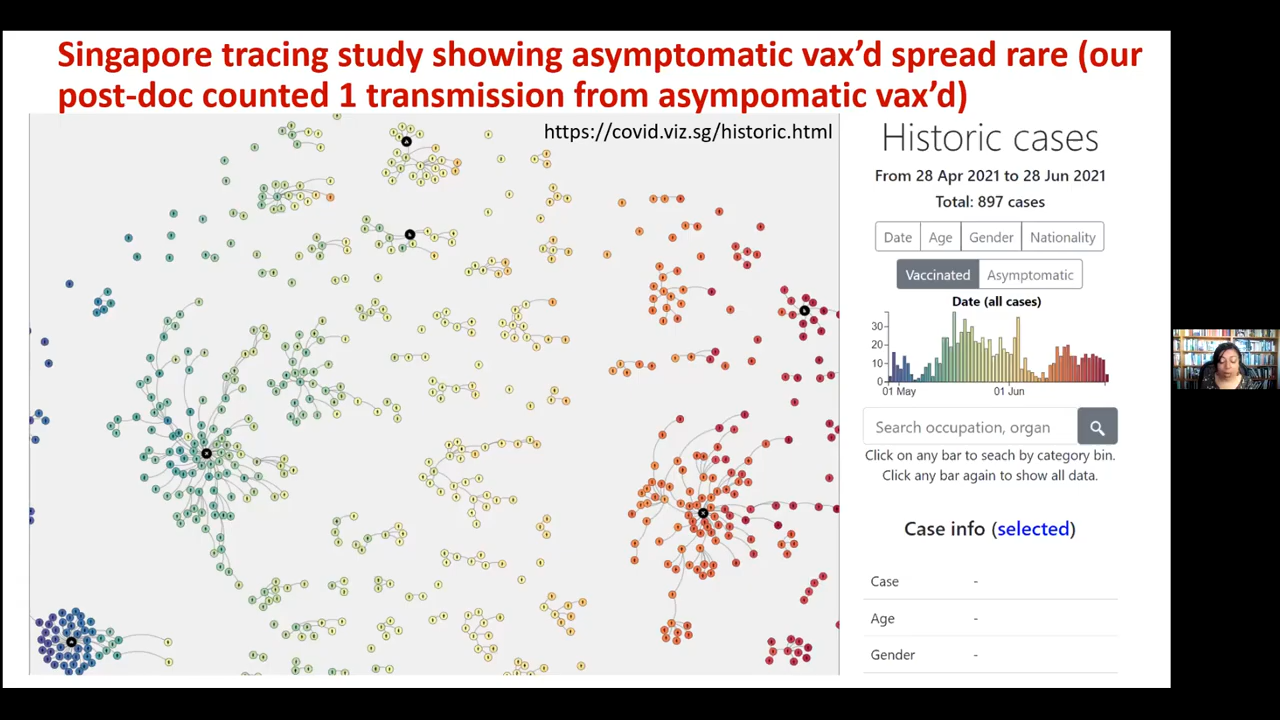 Singapore tracing study showing asymptomatic vax'd spread rare (our
post-doc counted 1 transmission from asympomatic vax'd)
https://covid.viz.sg/historic.html
Historic cases
From 28 Apr 2021 to 28 Jun 2021
Total: 897 cases
Date Age Gender Nationality
Vaccinated Asymptomatic
Date (all cases)
30
20
10
0
01 May 01 Jun
Search occupation, organ
Click on any bar to seach by category bin.
Click any bar again to show all data.
Case info (selected)
Case -
Age -
Gender -